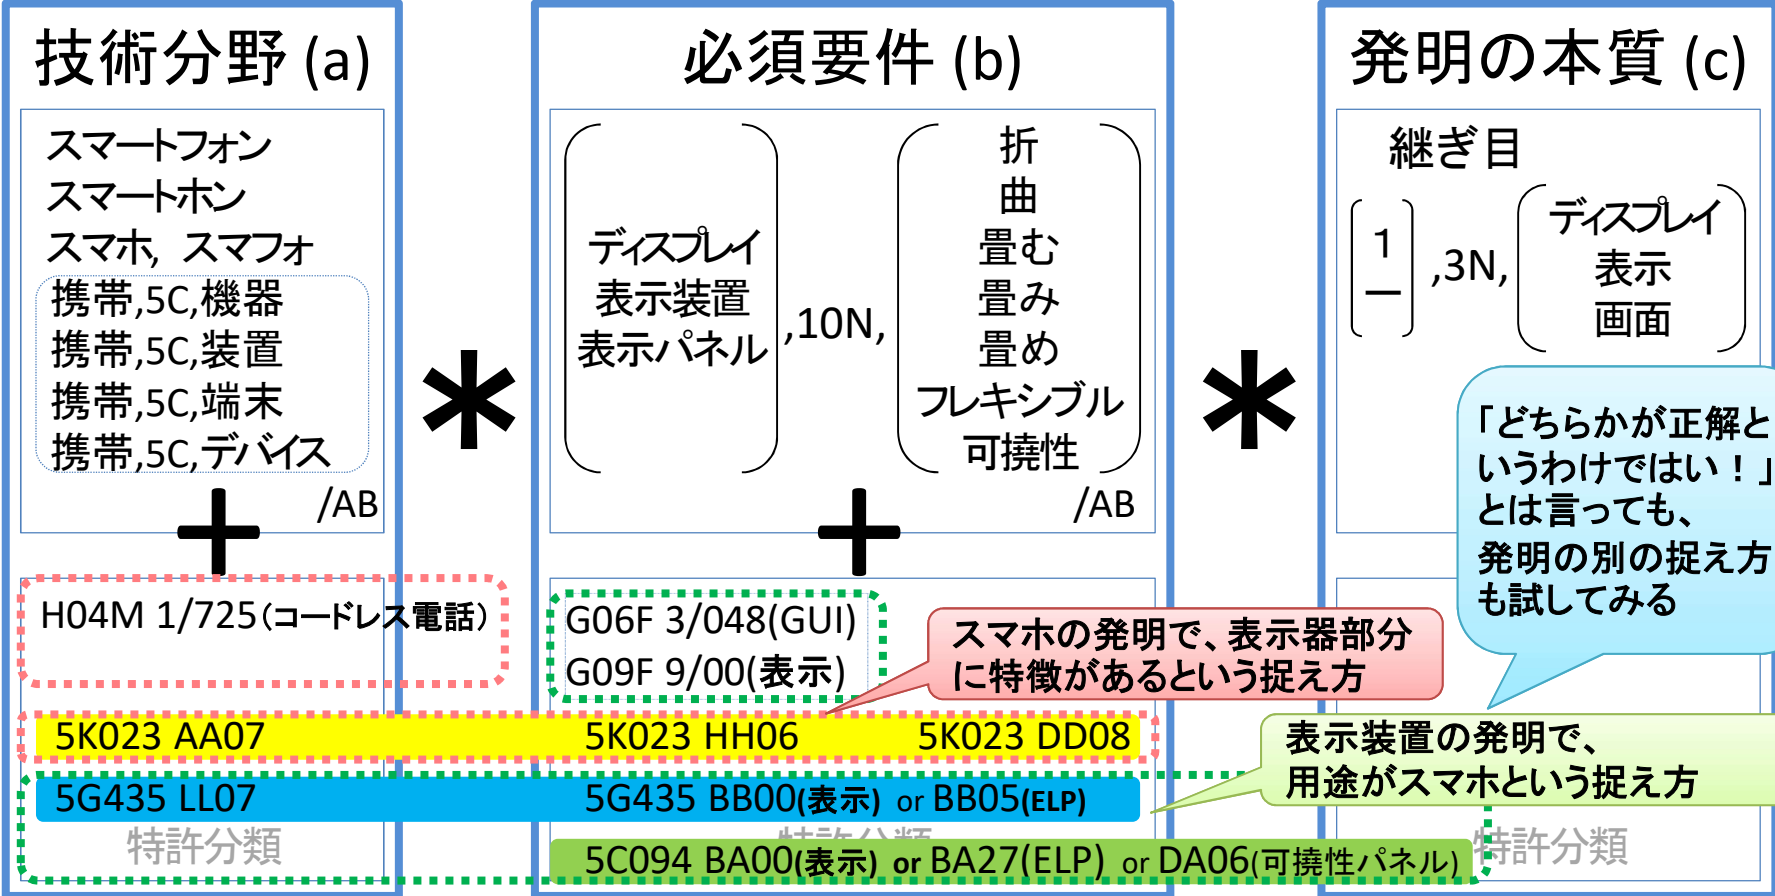 技術分野 (a)
スマートフォン
スマートホン
スマホ, スマフォ
携帯,5C,機器
携帯,5C,装置
携帯,5C,端末
携帯,5C,デバイス
/AB
+
H04M 1/725(コードレス電話)
*
必須要件 (b)
ディスプレイ
表示装置
表示パネル
,10N,
折
曲
畳む
畳み
畳め
フレキシブル
可撓性
/AB
+
G06F 3/048(GUI)
G09F 9/00(表示)
*
発明の本質 (c)
継ぎ目
1
ー
,3N,
ディスプレイ
表示
画面
「どちらかが正解と
いうわけではい！」
とは言っても、
発明の別の捉え方
も試してみる
スマホの発明で、表示器部分
に特徴があるという捉え方
5K023 AA07 5K023 HH06 5K023 DD08
表示装置の発明で、
用途がスマホという捉え方
5G435 LL07 5G435 BB00(表示) or BB05(ELP)
特許分類 特許分類 特許分類
5C094 BA00(表示) or BA27(ELP) or DA06(可撓性パネル)